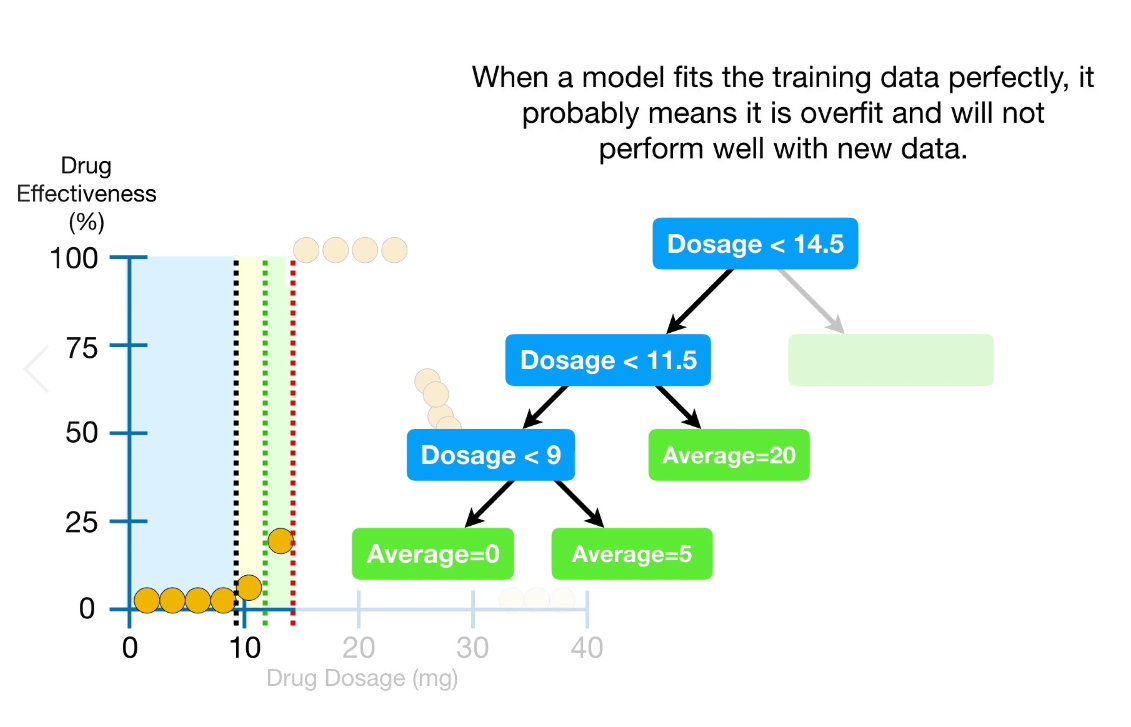 When a model fits the training data perfectly, it
probably means it is overfit and will not
perform well with new data.
Drug
Effectiveness
(%)
100
75
50
25
0
0
10
20
30
40
Drug Dosage (mg)
Dosage < 14.5
Dosage < 11.5
Dosage < 9
Average=20
Average=0
Average=5